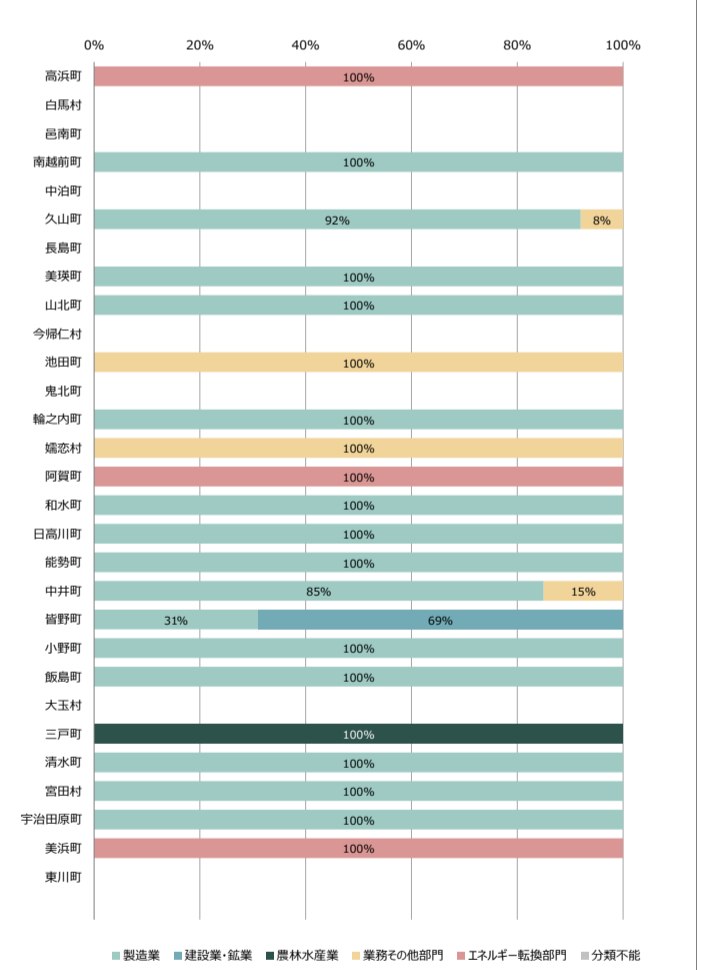 0% 20% 40% 60% 80% 100%
高浜町 100%
白馬村
邑南町
南越前町 100%
中泊町
久山町 92% 8%
長島町
美瑛町 100%
山北町 100%
今帰仁村
池田町 100%
鬼北町
輪之内町 100%
嬬恋村 100%
阿賀町 100%
和水町 100%
日高川町 100%
能勢町 100%
中井町 85% 15%
皆野町 31% 69%
小野町 100%
飯島町 100%
大玉村
三戸町 100%
清水町 100%
宮田村 100%
宇治田原町 100%
美浜町 100%
東川町
製造業 建設業・鉱業 農林水産業 業務その他部門 エネルギー転換部門 分類不能